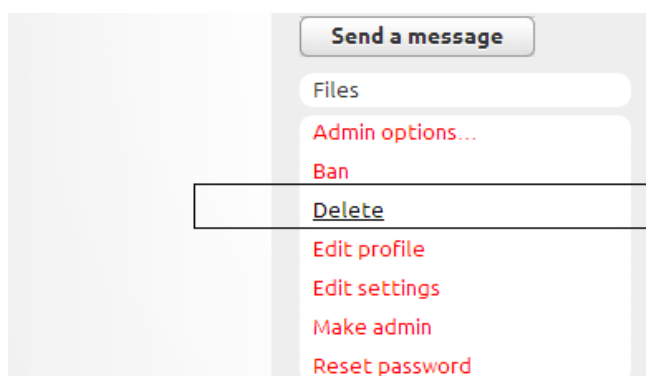 Send a message
Files
Admin options...
Ban
Delete
Edit profile
Edit settings
Make admin
Reset password